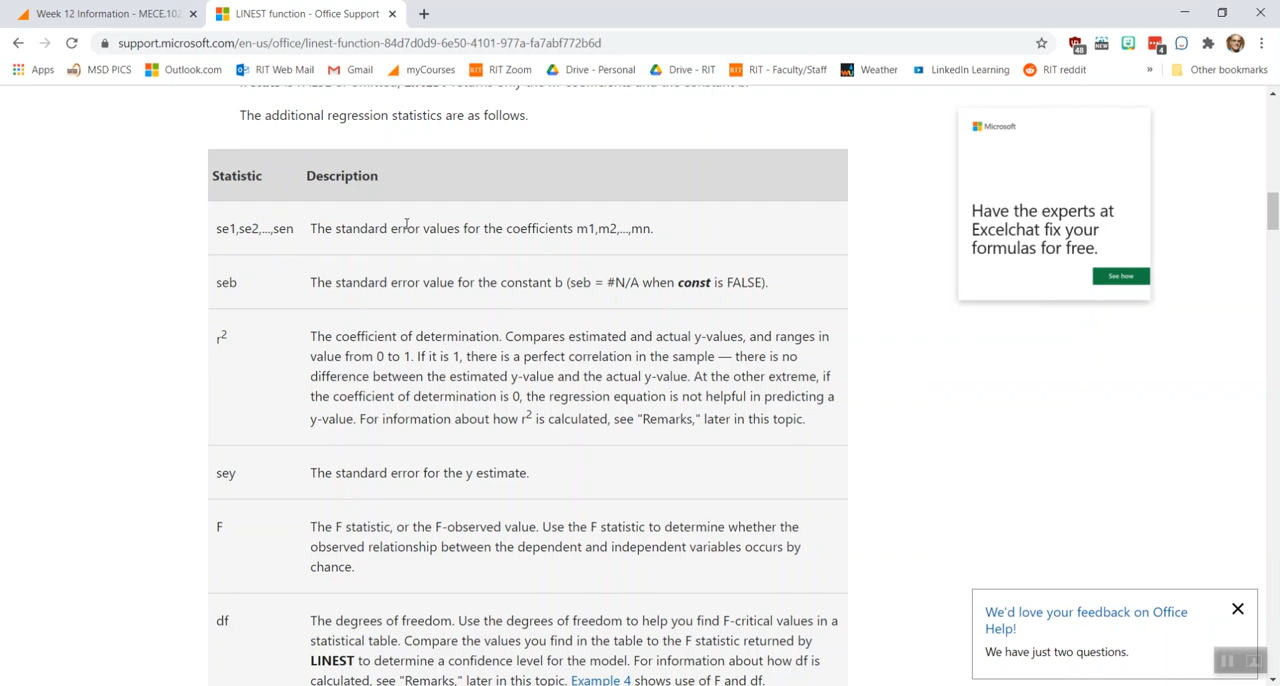 Week 12 Information - MECE.102
LINEST function - Office Support
support.microsoft.com/en-us/office/linest-function-84d7d0d9-6e50-4101-977a-fa7abf772b6d
48
NEW
4
Apps
MSD PICS
Outlook.com
RIT Web Mail
Gmail
myCourses
RIT
RIT Zoom
Drive - Personal
Drive - RIT
RIT
RIT - Faculty/Staff
Weather
LinkedIn Learning
RIT reddit
»
Other bookmarks
The additional regression statistics are as follows.
Statistic
Description
se1,se2,...,sen
The standard error values for the coefficients m1,m2,...,mn.
seb
The standard error value for the constant b (seb = #N/A when const is FALSE).
r2
The coefficient of determination. Compares estimated and actual y-values, and ranges in
value from 0 to 1. If it is 1, there is a perfect correlation in the sample — there is no
difference between the estimated y-value and the actual y-value. At the other extreme, if
the coefficient of determination is 0, the regression equation is not helpful in predicting a
y-value. For information about how r2 is calculated, see "Remarks," later in this topic.
sey
The standard error for the y estimate.
F
The F statistic, or the F-observed value. Use the F statistic to determine whether the
observed relationship between the dependent and independent variables occurs by
chance.
df
The degrees of freedom. Use the degrees of freedom to help you find F-critical values in a
statistical table. Compare the values you find in the table to the F statistic returned by
LINEST to determine a confidence level for the model. For information about how df is
calculated, see "Remarks," later in this topic. Example 4 shows use of F and df.
Microsoft
Have the experts at
Excelchat fix your
formulas for free.
See how
We'd love your feedback on Office
Help!
We have just two questions.